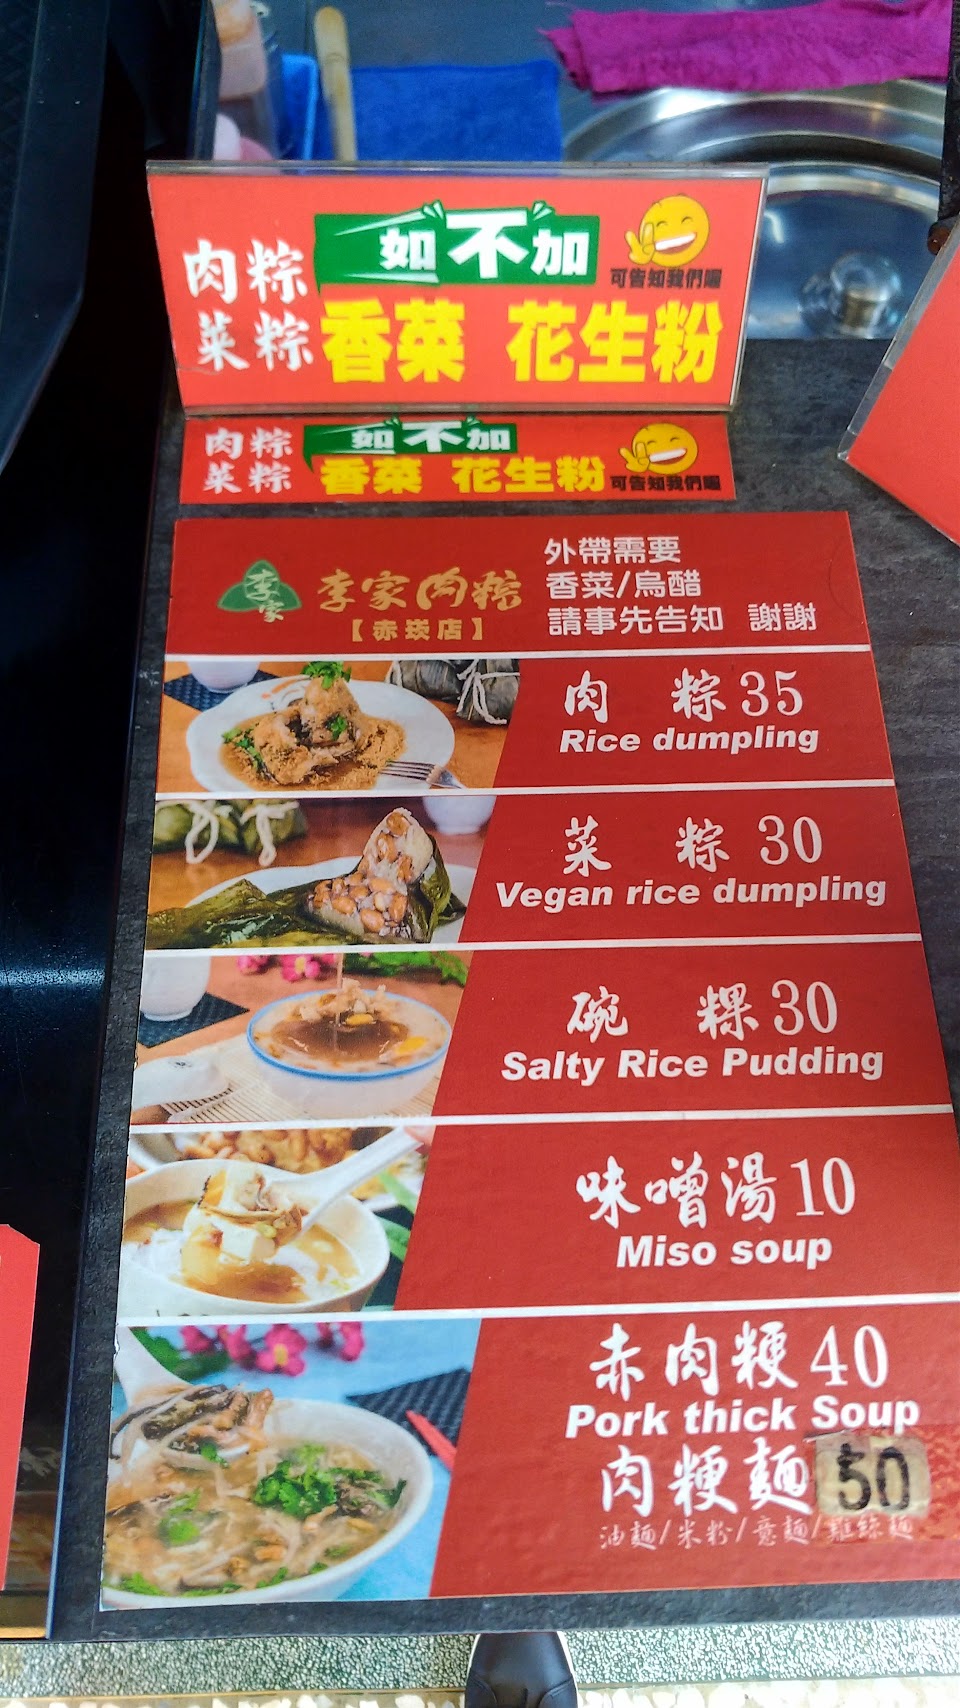 肉粽
菜粽
如不加
可告知我們喔
香菜 花生粉
肉粽
菜粽
如不加
可告知我們喔
香菜 花生粉
李家
李家肉粽
【赤崁店】
外帶需要
香菜/烏醋
請事先告知 謝謝
肉 粽 35
Rice dumpling
菜 粽 30
Vegan rice dumpling
碗 粿 30
Salty Rice Pudding
味噌湯 10
Miso soup
赤肉粳 40
Pork thick Soup
肉粳麵 50
油麵/米粉/意麵/雞絲麵